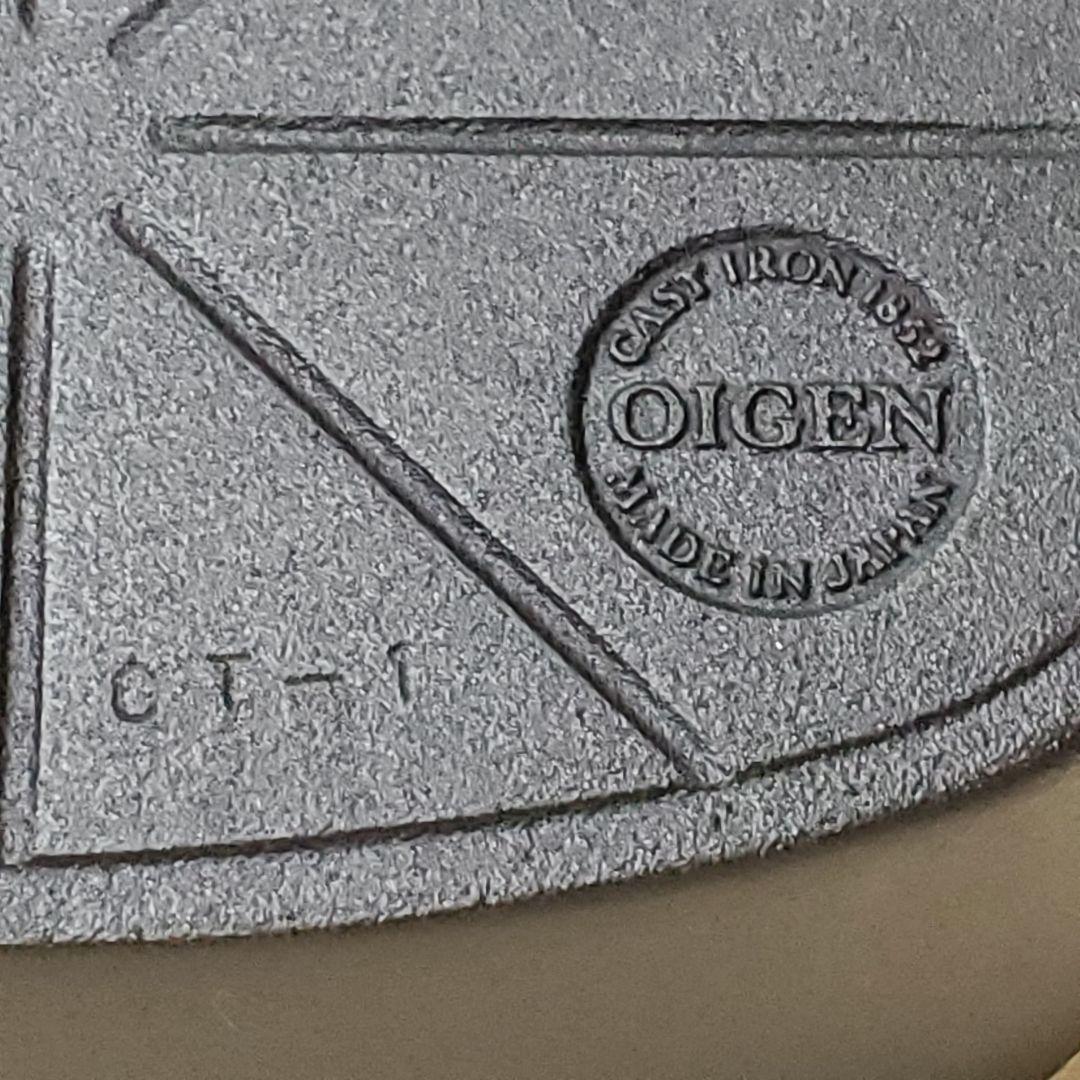 CAST IRON 1852
OIGEN
MADE IN JAPAN
CT-1